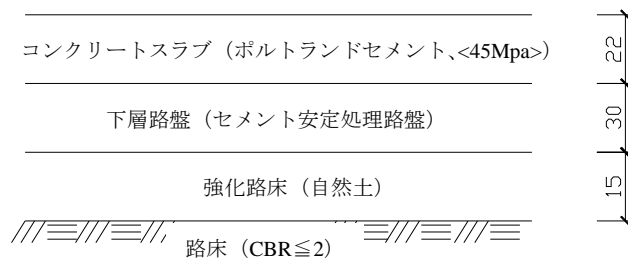 コンクリートスラブ（ポルトランドセメント、<45Mpa>）
22
下層路盤（セメント安定処理路盤）
30
強化路床（自然土）
15
路床（CBR≦2）